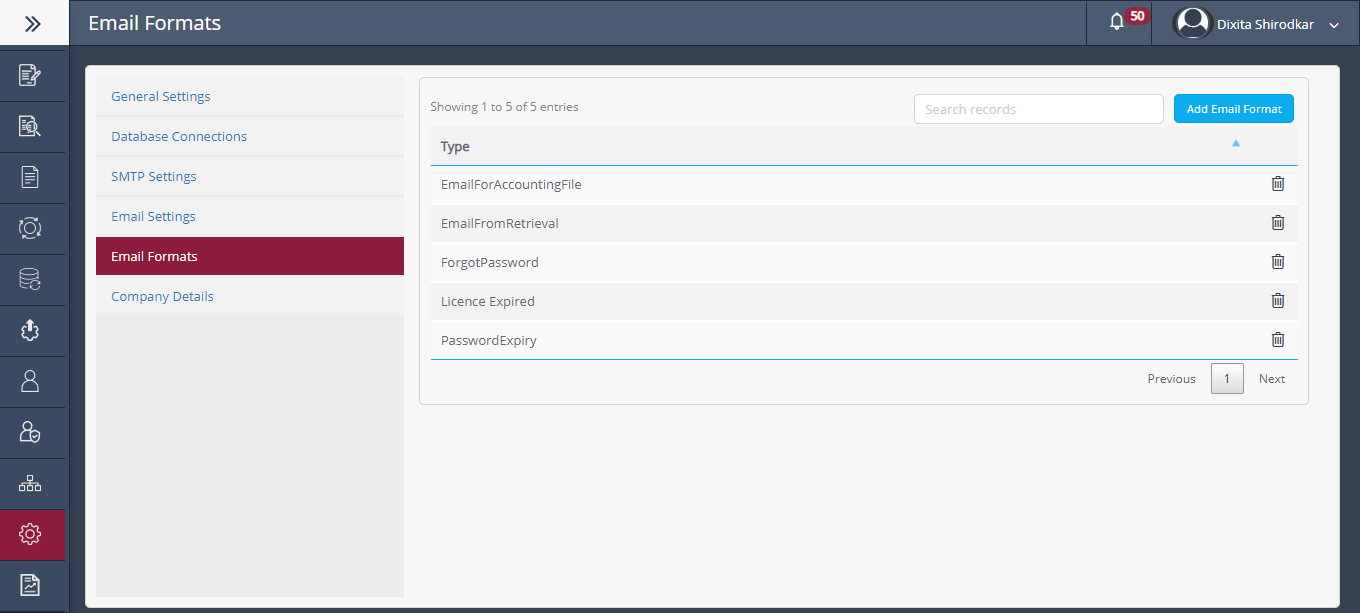 Email Formats
50
Dixita Shirodkar
General Settings
Database Connections
SMTP Settings
Email Settings
Email Formats
Company Details
Showing 1 to 5 of 5 entries
Search records
Add Email Format
Type
EmailForAccountingFile
EmailFromRetrieval
ForgotPassword
Licence Expired
PasswordExpiry
Previous 1 Next